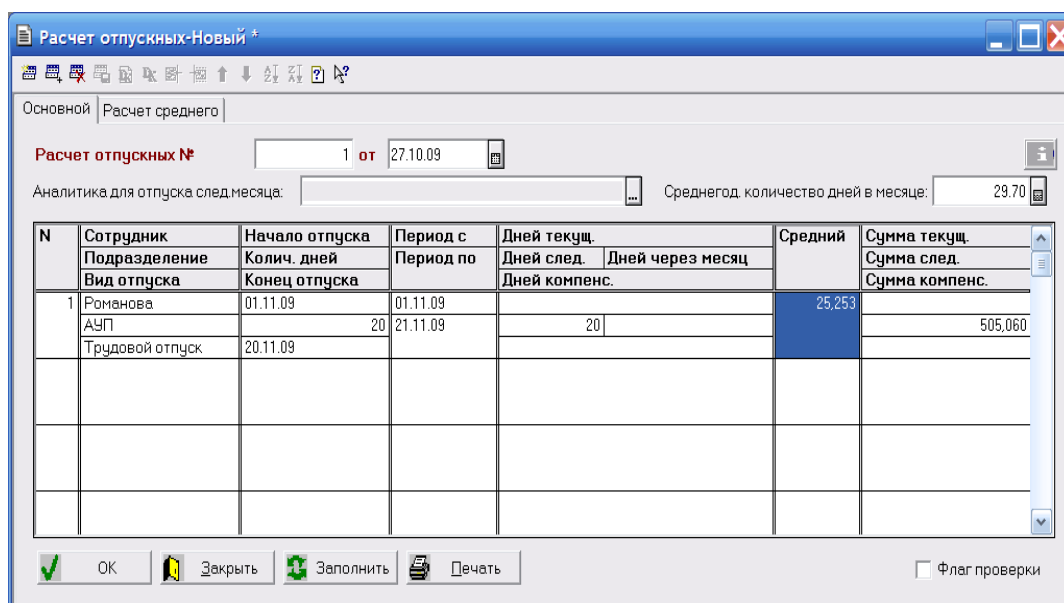 Расчет отпускных-Новый *
Основной Расчет среднего
Расчет отпускных № 1 от 27.10.09
Аналитика для отпуска след.месяца: ... Среднегод. количество дней в месяце: 29.70
N Сотрудник Начало отпуска Период с Дней текущ. Средний Сумма текущ.
Подразделение Колич. дней Период по Дней след. Дней через месяц Сумма след.
Вид отпуска Конец отпуска Дней компенс. Сумма компенс.
1 Романова 01.11.09 01.11.09 25,253
АУП 20 21.11.09 20 505,060
Трудовой отпуск 20.11.09
OK Закрыть Заполнить Печать Флаг проверки